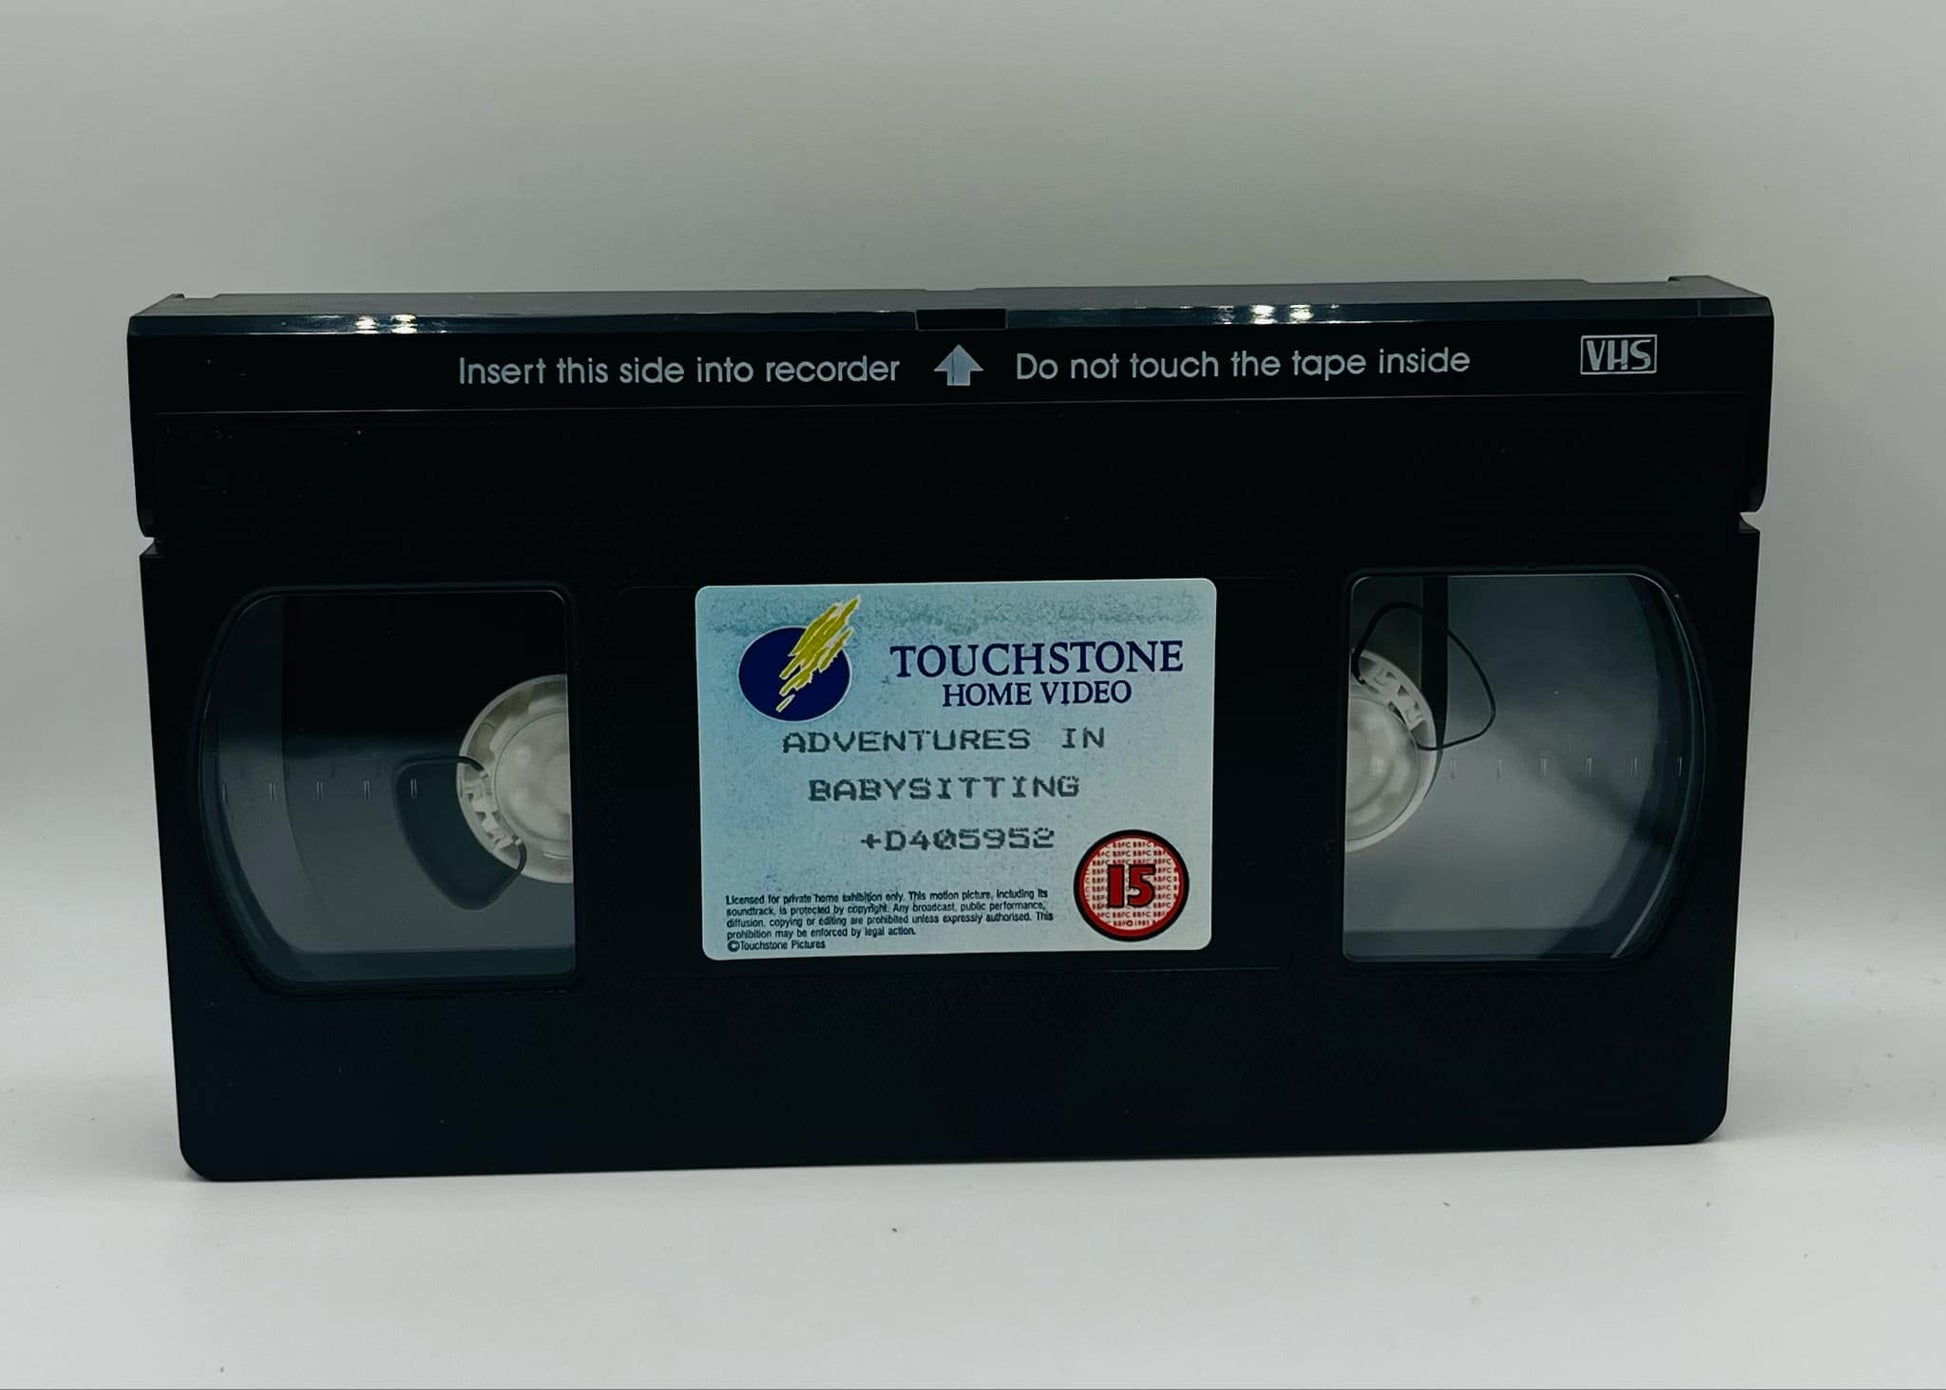 Insert this side into recorder Do not touch the tape inside VHS
TOUCHSTONE
HOME VIDEO
ADVENTURES IN
BABYSITTING
+D405952
15
Licensed for private home exhibition only. This motion picture, including its
soundtrack, is protected by copyright. Any broadcast, public performance,
diffusion, copying or editing are prohibited unless expressly authorised. This
prohibition may be enforced by legal action.
©Touchstone Pictures